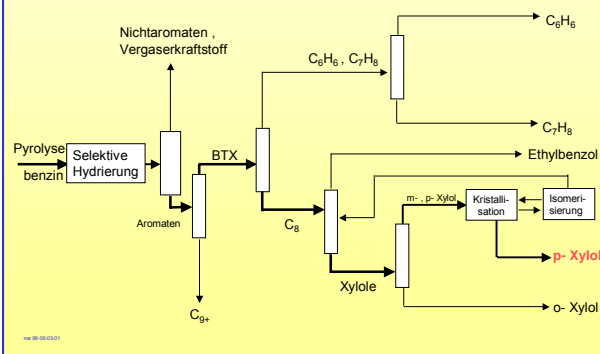 Nichtaromaten ,
Vergaserkraftstoff
C6H6 , C7H8
C6H6
C7H8
Pyrolyse
benzin
Selektive
Hydrierung
BTX
Ethylbenzol
Aromaten
C8
m- , p- Xylol
Kristalli-
sation
Isomeri-
sierung
p- Xylol
Xylole
o- Xylol
C9+